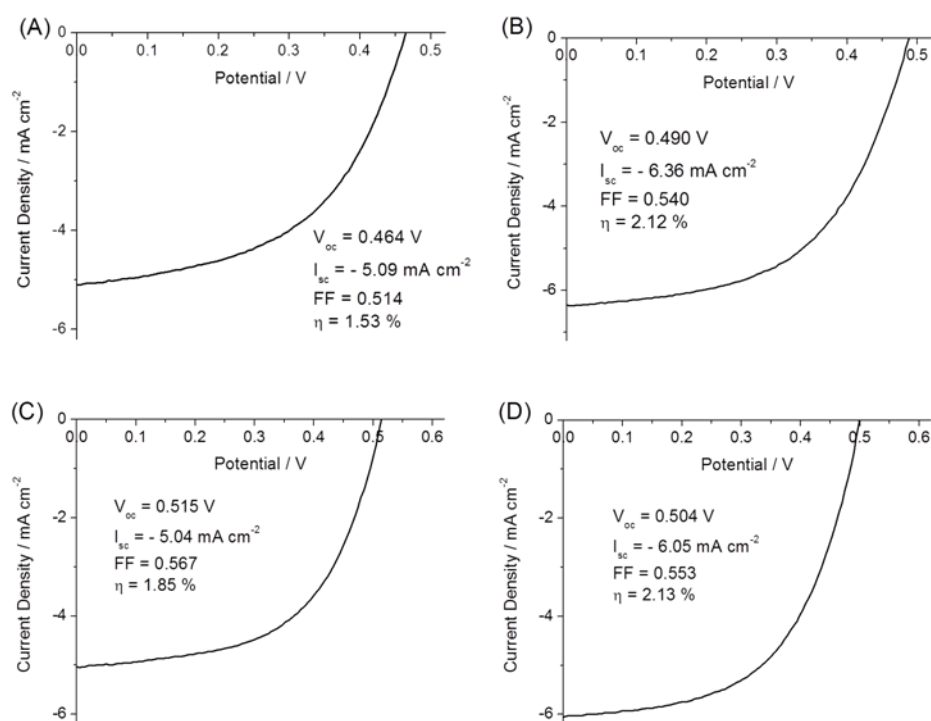 (A)
0
0.0
0.1
0.2
0.3
0.4
0.5
Potential / V
-2
-4
-6
Current Density / mA cm⁻²
Vₒc = 0.464 V
Iₛc = - 5.09 mA cm⁻²
FF = 0.514
η = 1.53 %
(B)
0
0.0
0.1
0.2
0.3
0.4
0.5
Potential / V
-2
-4
-6
Current Density / mA cm⁻²
Vₒc = 0.490 V
Iₛc = - 6.36 mA cm⁻²
FF = 0.540
η = 2.12 %
(C)
0
0.0
0.1
0.2
0.3
0.4
0.5
0.6
Potential / V
-2
-4
-6
Current Density / mA cm⁻²
Vₒc = 0.515 V
Iₛc = - 5.04 mA cm⁻²
FF = 0.567
η = 1.85 %
(D)
0
0.0
0.1
0.2
0.3
0.4
0.5
0.6
Potential / V
-2
-4
-6
Current Density / mA cm⁻²
Vₒc = 0.504 V
Iₛc = - 6.05 mA cm⁻²
FF = 0.553
η = 2.13 %